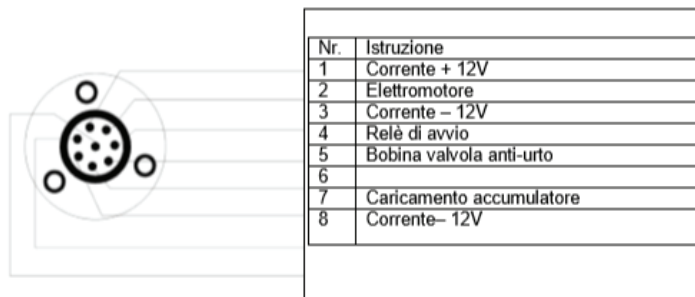 Nr. Istruzione
1 Corrente + 12V
2 Elettromotore
3 Corrente – 12V
4 Relè di avvio
5 Bobina valvola anti-urto
6
7 Caricamento accumulatore
8 Corrente– 12V